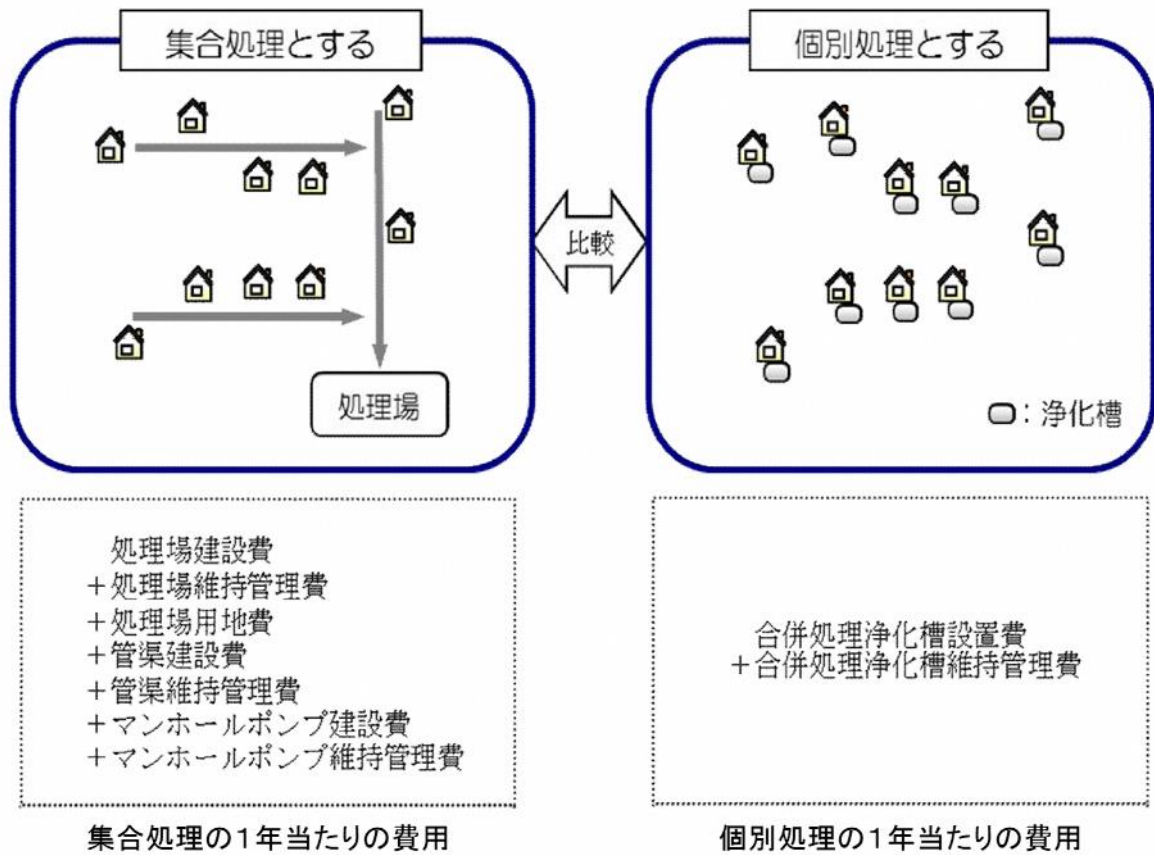 集合処理とする
処理場
比較
個別処理とする
：浄化槽
処理場建設費
＋処理場維持管理費
＋処理場用地費
＋管渠建設費
＋管渠維持管理費
＋マンホールポンプ建設費
＋マンホールポンプ維持管理費
集合処理の１年当たりの費用
合併処理浄化槽設置費
＋合併処理浄化槽維持管理費
個別処理の１年当たりの費用